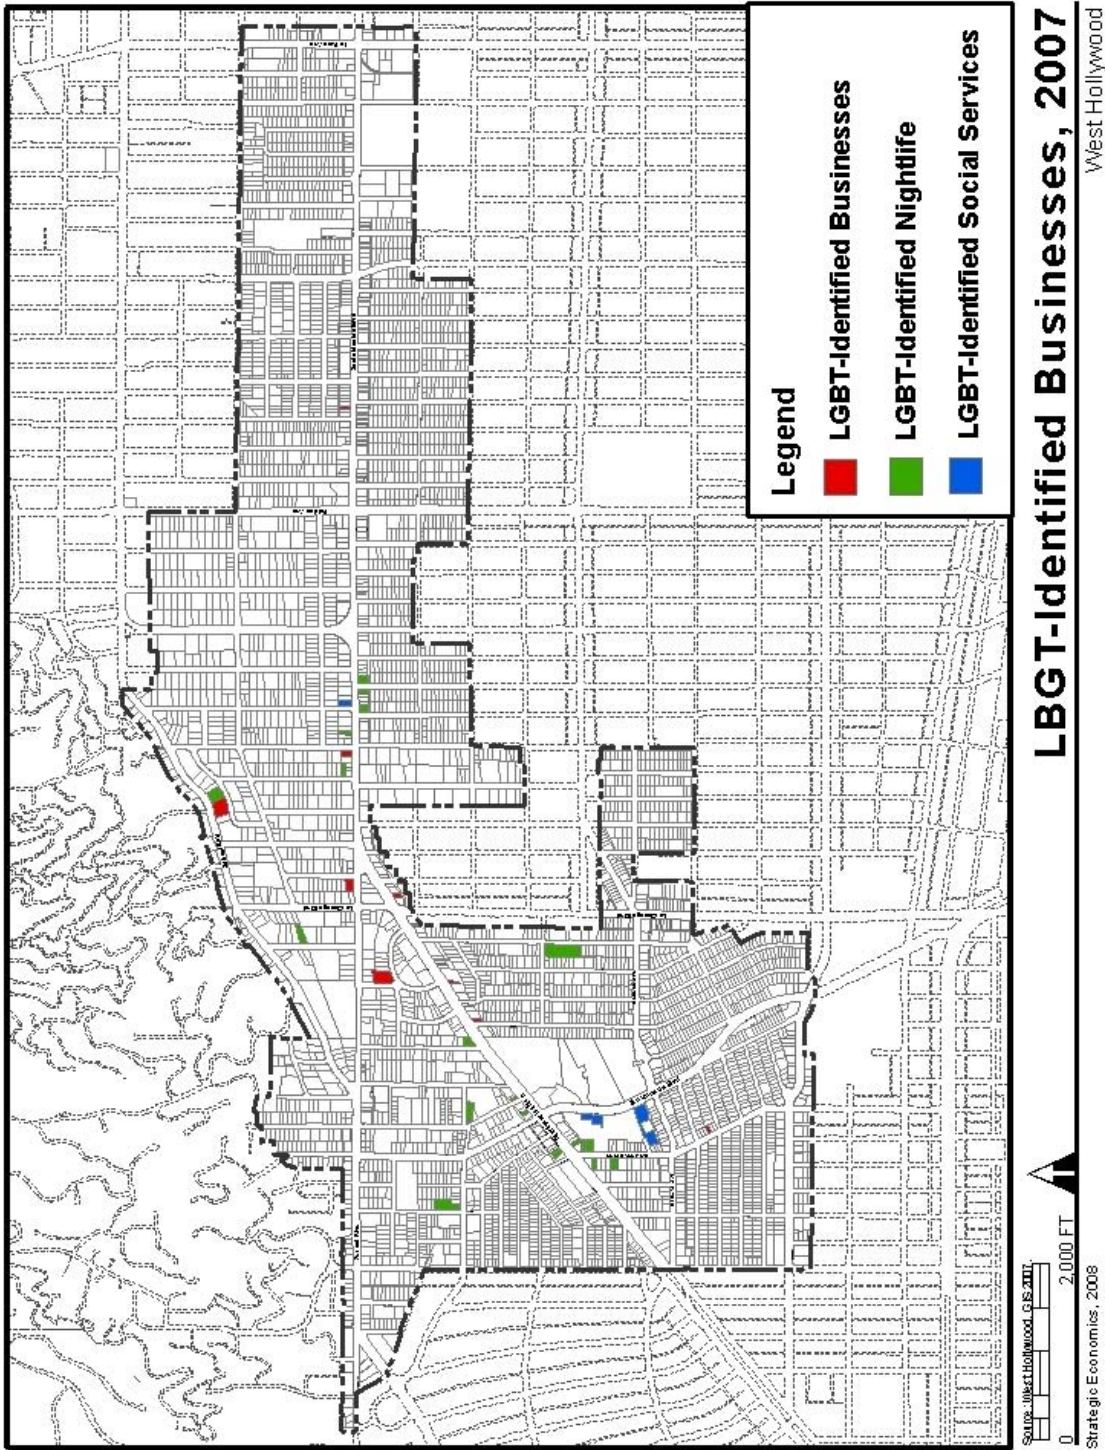 Legend
LGBT-Identified Businesses
LGBT-Identified Nightlife
LGBT-Identified Social Services
LBGT-Identified Businesses, 2007
West Hollywood
Source: West Hollywood GIS 2007.
0 2,000 FT
Strategic Economics, 2008